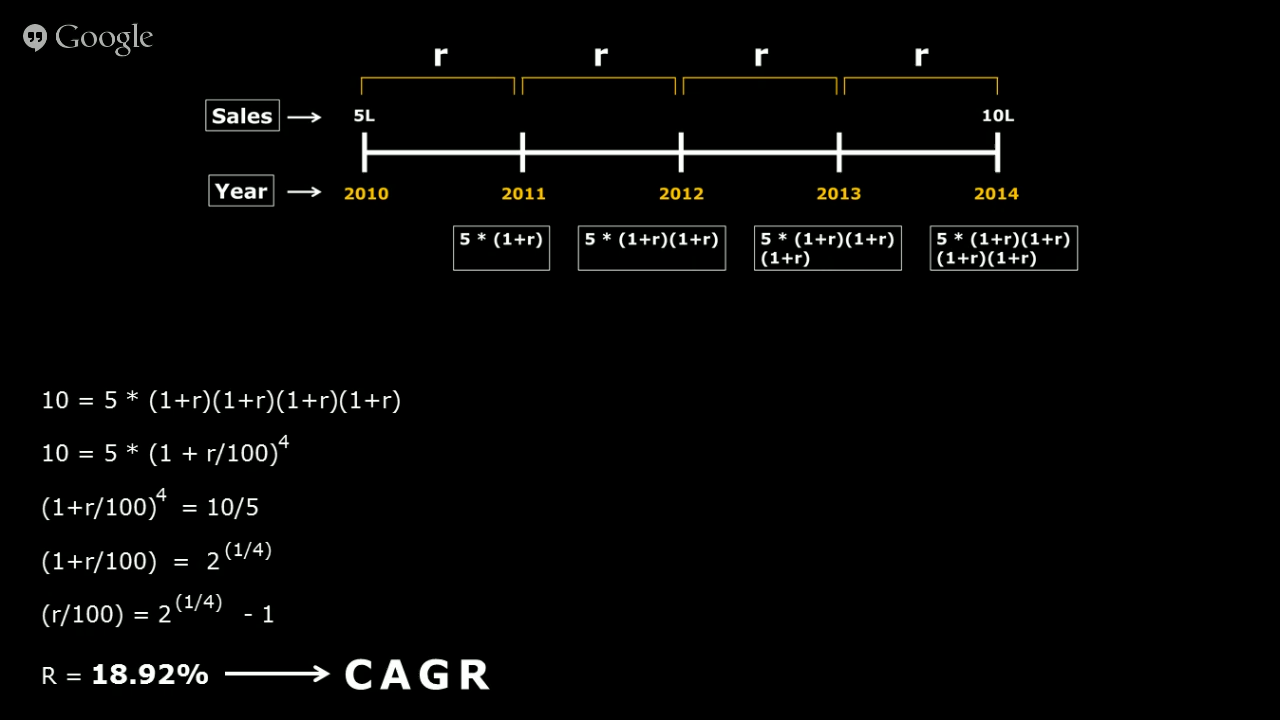 Google
r r r r
Sales 5L 10L
Year 2010 2011 2012 2013 2014
5 * (1+r) 5 * (1+r)(1+r) 5 * (1+r)(1+r) 5 * (1+r)(1+r)
(1+r) (1+r)(1+r)
10 = 5 * (1+r)(1+r)(1+r)(1+r)
10 = 5 * (1 + r/100)⁴
(1+r/100)⁴ = 10/5
(1+r/100) = 2^(1/4)
(r/100) = 2^(1/4) - 1
R = 18.92% CAGR